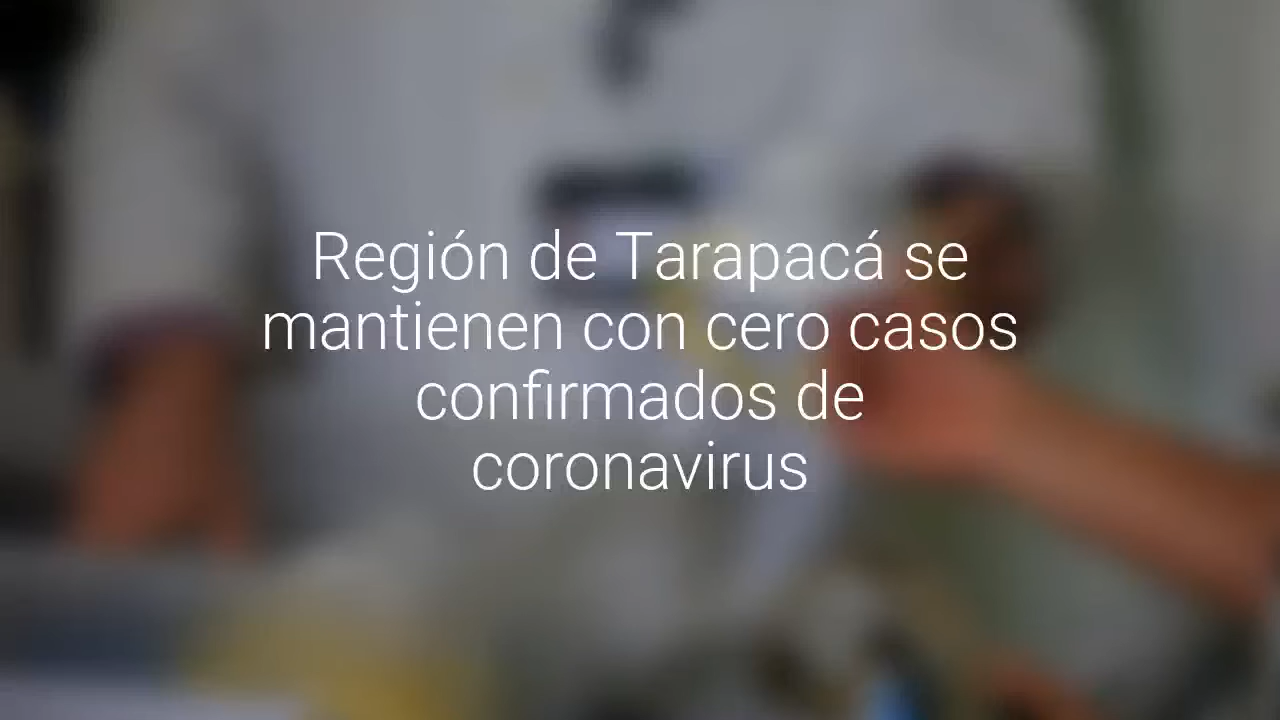 Región de Tarapacá se
mantienen con cero casos
confirmados de
coronavirus